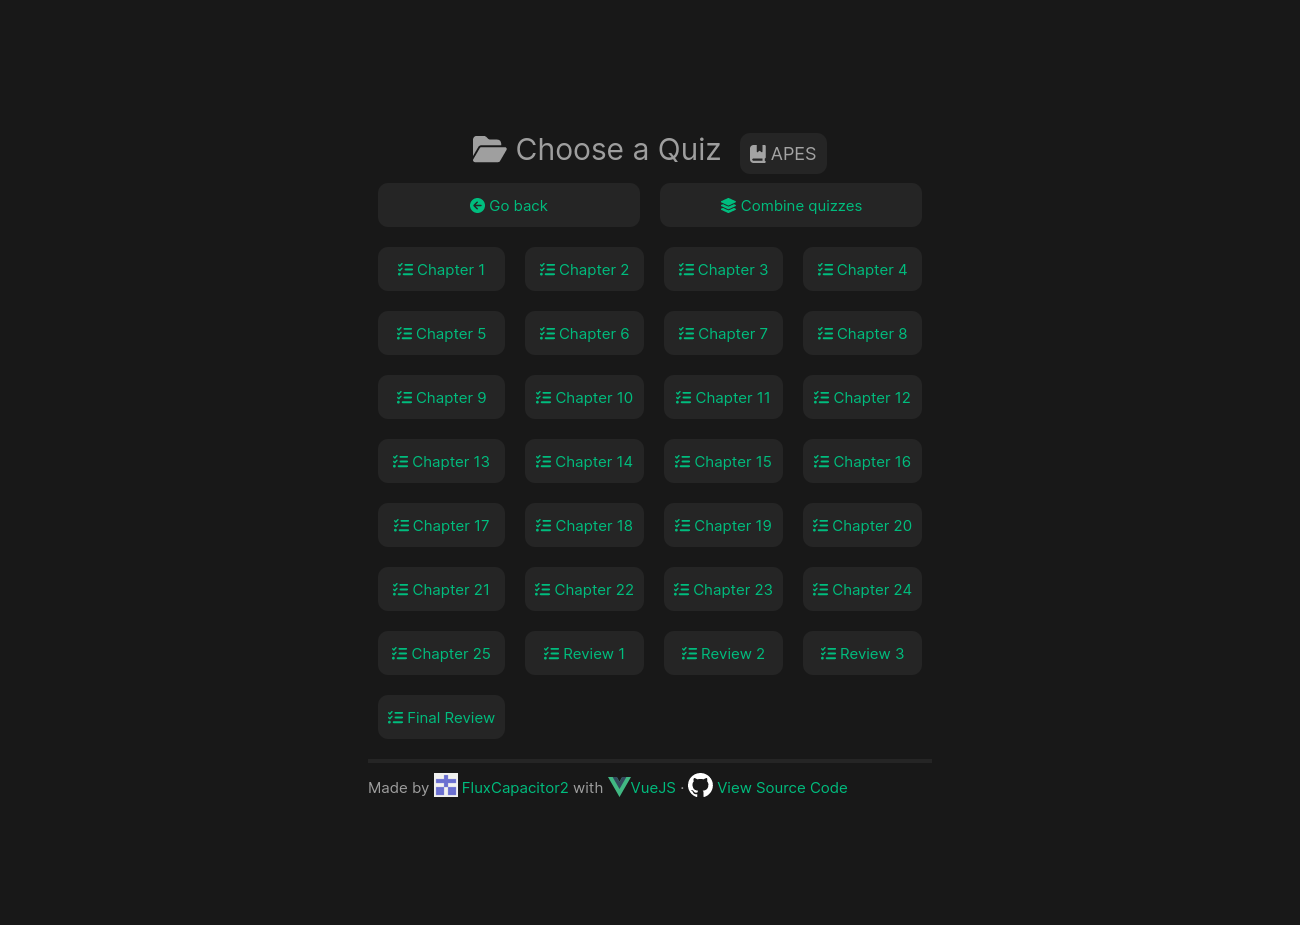 Choose a Quiz APES
Go back Combine quizzes
Chapter 1 Chapter 2 Chapter 3 Chapter 4
Chapter 5 Chapter 6 Chapter 7 Chapter 8
Chapter 9 Chapter 10 Chapter 11 Chapter 12
Chapter 13 Chapter 14 Chapter 15 Chapter 16
Chapter 17 Chapter 18 Chapter 19 Chapter 20
Chapter 21 Chapter 22 Chapter 23 Chapter 24
Chapter 25 Review 1 Review 2 Review 3
Final Review
Made by FluxCapacitor2 with VueJS · View Source Code